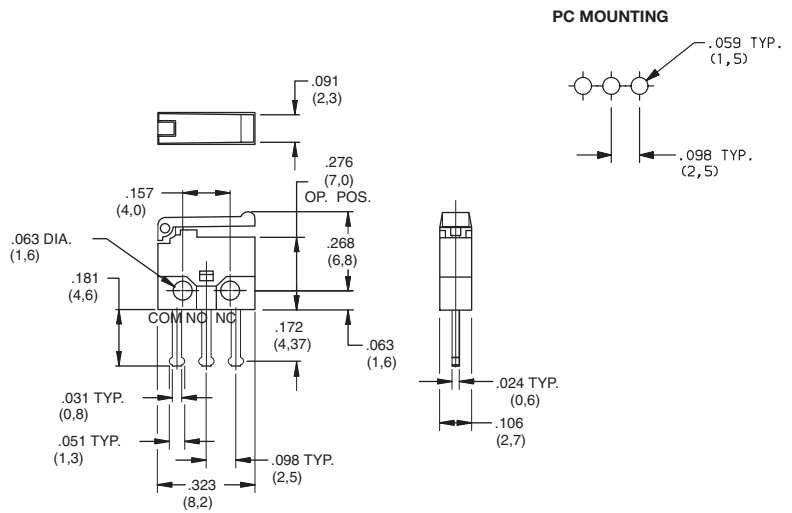 PC MOUNTING
.059 TYP.
(1,5)
.098 TYP.
(2,5)
.091
(2,3)
.276
(7,0)
OP. POS.
.157
(4,0)
.063 DIA.
(1,6)
.268
(6,8)
.181
(4,6)
COM NO NC
.172
(4,37)
.063
(1,6)
.031 TYP.
(0,8)
.051 TYP.
(1,3)
.098 TYP.
(2,5)
.323
(8,2)
.024 TYP.
(0,6)
.106
(2,7)